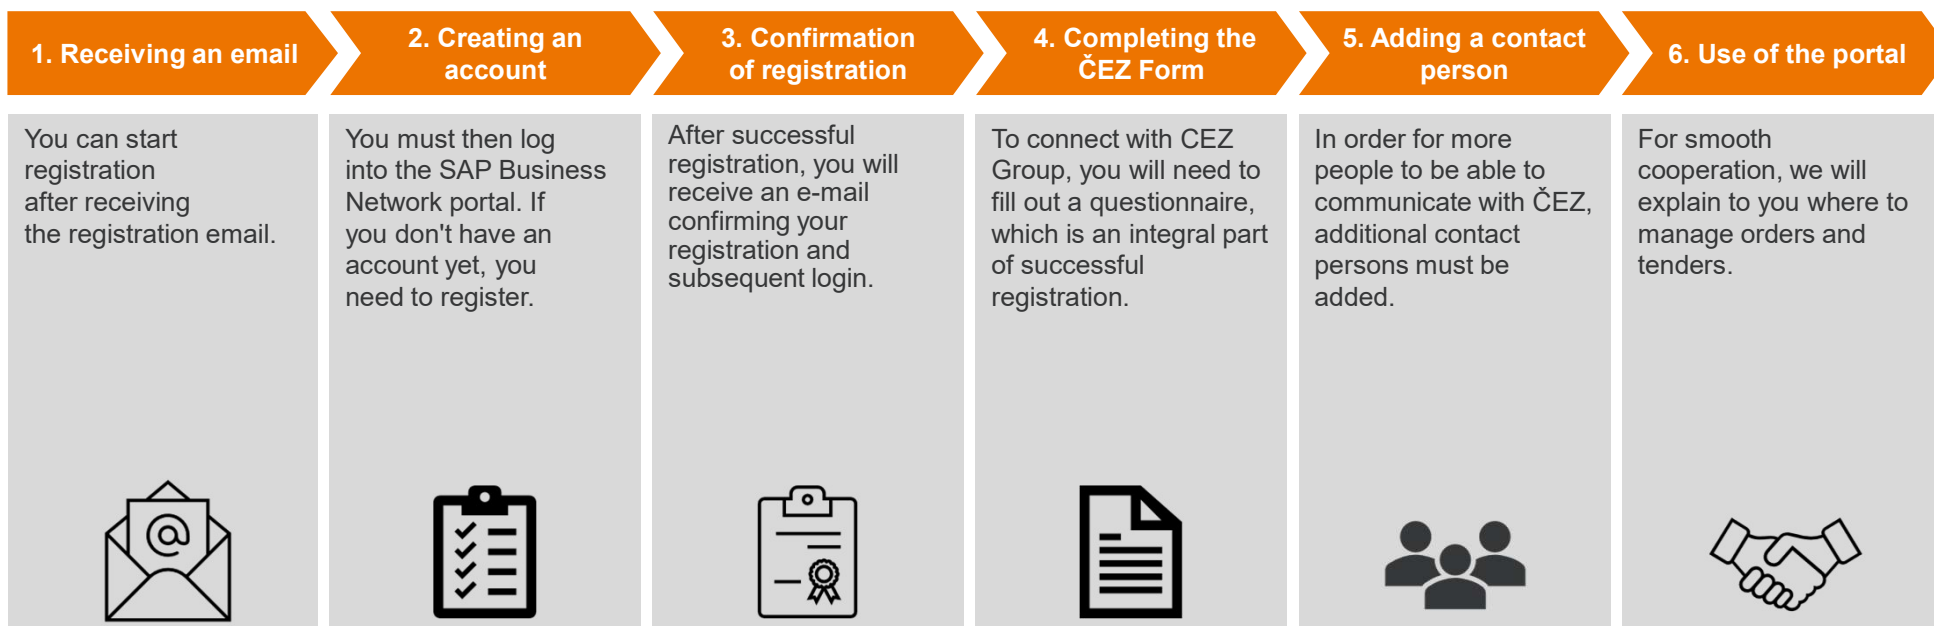 1. Receiving an email
2. Creating an
account
3. Confirmation
of registration
4. Completing the
ČEZ Form
5. Adding a contact
person
6. Use of the portal
You can start
registration
after receiving
the registration email.
You must then log
into the SAP Business
Network portal. If
you don't have an
account yet, you
need to register.
After successful
registration, you will
receive an e-mail
confirming your
registration and
subsequent login.
To connect with CEZ
Group, you will need to
fill out a questionnaire,
which is an integral part
of successful
registration.
In order for more
people to be able to
communicate with ČEZ,
additional contact
persons must be
added.
For smooth
cooperation, we will
explain to you where to
manage orders and
tenders.
@